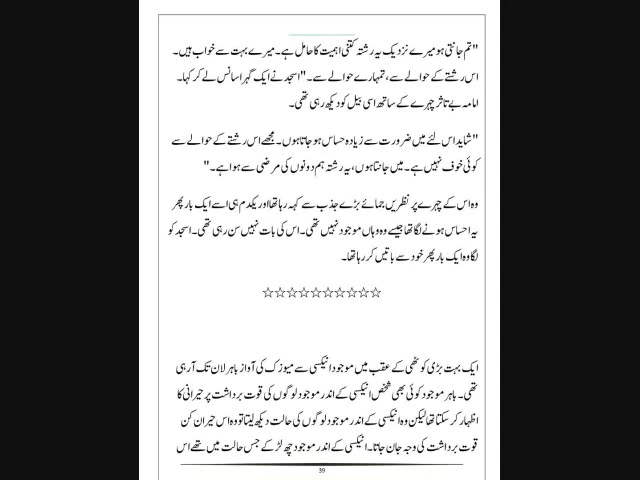 "تم جانتی ہو میرے نزدیک یہ رشتہ کتنی اہمیت کا حامل ہے۔ میرے بہت سے خواب ہیں۔
اس رشتے کے حوالے سے، تمہارے حوالے سے۔" اسجد نے ایک گہرا سانس لے کر کہا۔
امامہ بے تاثر چہرے کے ساتھ اسی بیل کو دیکھ رہی تھی۔
"شاید اس لئے میں ضرورت سے زیادہ حساس ہو جاتا ہوں۔ مجھے اس رشتے کے حوالے سے
کوئی خوف نہیں ہے۔ میں جانتا ہوں، یہ رشتہ ہم دونوں کی مرضی سے ہوا ہے۔"
وہ اس کے چہرے پر نظریں جمائے بڑے جذب سے کہہ رہا تھا اور یکدم ہی اسے ایک بار پھر
یہ احساس ہونے لگا تھا جیسے وہ وہاں موجود نہیں تھی۔ اس کی بات نہیں سن رہی تھی۔ اسجد کو
لگا وہ ایک بار پھر خود سے باتیں کر رہا تھا۔
☆☆☆☆☆☆☆☆☆☆
ایک بہت بڑی کوٹھی کے عقب میں موجود انیکسی سے میوزک کی آواز باہر لان تک آ رہی
تھی۔ باہر موجود کوئی بھی شخص انیکسی کے اندر موجود لوگوں کی قوت برداشت پر حیرانی کا
اظہار کر سکتا تھا لیکن وہ انیکسی کے اندر موجود لوگوں کی حالت دیکھ لیتا تو وہ اس حیران کن
قوت برداشت کی وجہ جان جاتا۔ انیکسی کے اندر موجود چھ لڑکے جس حالت میں تھے اس
39